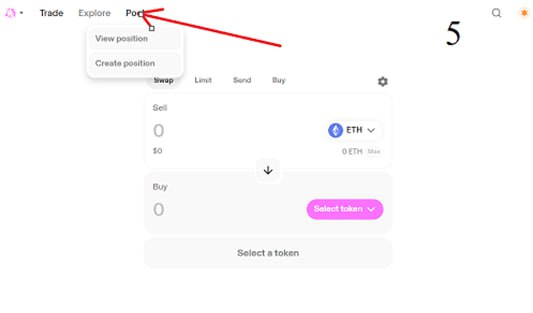 Trade Explore
5
View position
Create position
Swap Limit Send Buy
Sell
0 ETH
$0 0 ETH Max
Buy
0 Select token
Select a token